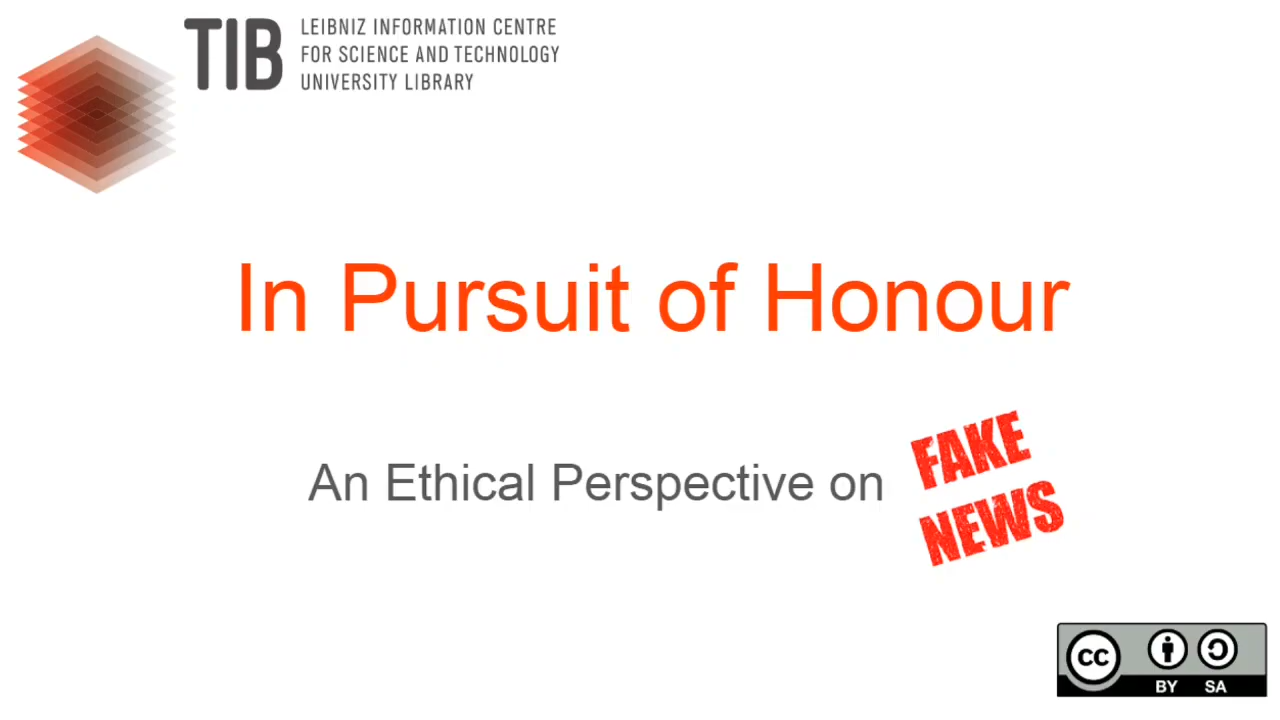 TIB
LEIBNIZ INFORMATION CENTRE
FOR SCIENCE AND TECHNOLOGY
UNIVERSITY LIBRARY
In Pursuit of Honour
An Ethical Perspective on
FAKE
NEWS
CC
BY SA